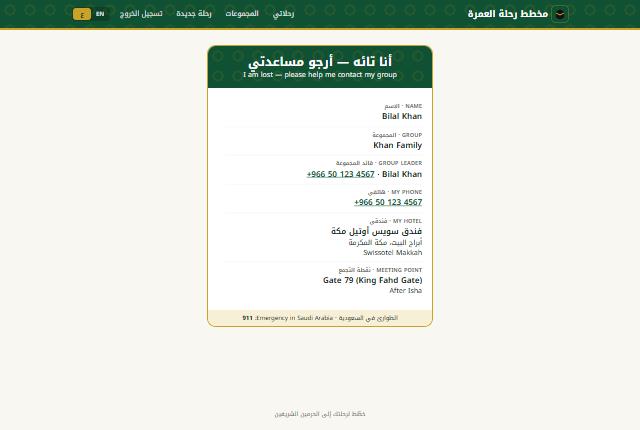 مخطط رحلة العمرة
رحلاتي
المجموعات
رحلة جديدة
تسجيل الخروج
EN
ع
أنا تائه — أرجو مساعدتي
I am lost — please help me contact my group
NAME · الاسم
Bilal Khan
GROUP · المجموعة
Khan Family
GROUP LEADER · قائد المجموعة
Bilal Khan · +966 50 123 4567
MY PHONE · هاتفي
+966 50 123 4567
MY HOTEL · فندقي
فندق سويس أوتيل مكة
أبراج البيت، مكة المكرمة
Swissotel Makkah
MEETING POINT · نقطة التجمع
Gate 79 (King Fahd Gate)
After Isha
الطوارئ في السعودية · Emergency in Saudi Arabia: 911
خطّط لرحلتك إلى الحرمين الشريفين